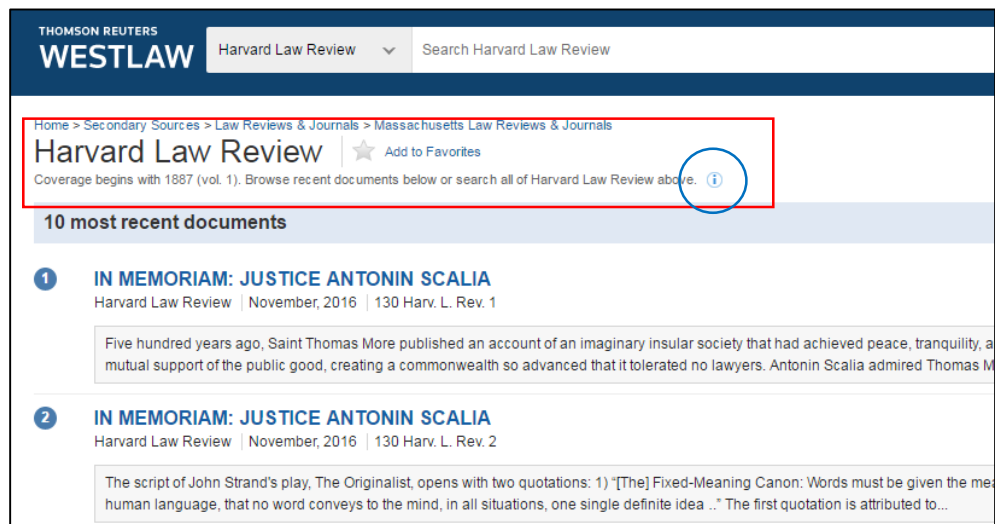 THOMSON REUTERS
WESTLAW
Harvard Law Review
Search Harvard Law Review
Home > Secondary Sources > Law Reviews & Journals > Massachusetts Law Reviews & Journals
Harvard Law Review
Add to Favorites
Coverage begins with 1887 (vol. 1). Browse recent documents below or search all of Harvard Law Review above. i
10 most recent documents
1 IN MEMORIAM: JUSTICE ANTONIN SCALIA
Harvard Law Review | November, 2016 | 130 Harv. L. Rev. 1
Five hundred years ago, Saint Thomas More published an account of an imaginary insular society that had achieved peace, tranquility, a
mutual support of the public good, creating a commonwealth so advanced that it tolerated no lawyers. Antonin Scalia admired Thomas M
2 IN MEMORIAM: JUSTICE ANTONIN SCALIA
Harvard Law Review | November, 2016 | 130 Harv. L. Rev. 2
The script of John Strand's play, The Originalist, opens with two quotations: 1) “[The] Fixed-Meaning Canon: Words must be given the mea
human language, that no word conveys to the mind, in all situations, one single definite idea ..” The first quotation is attributed to...